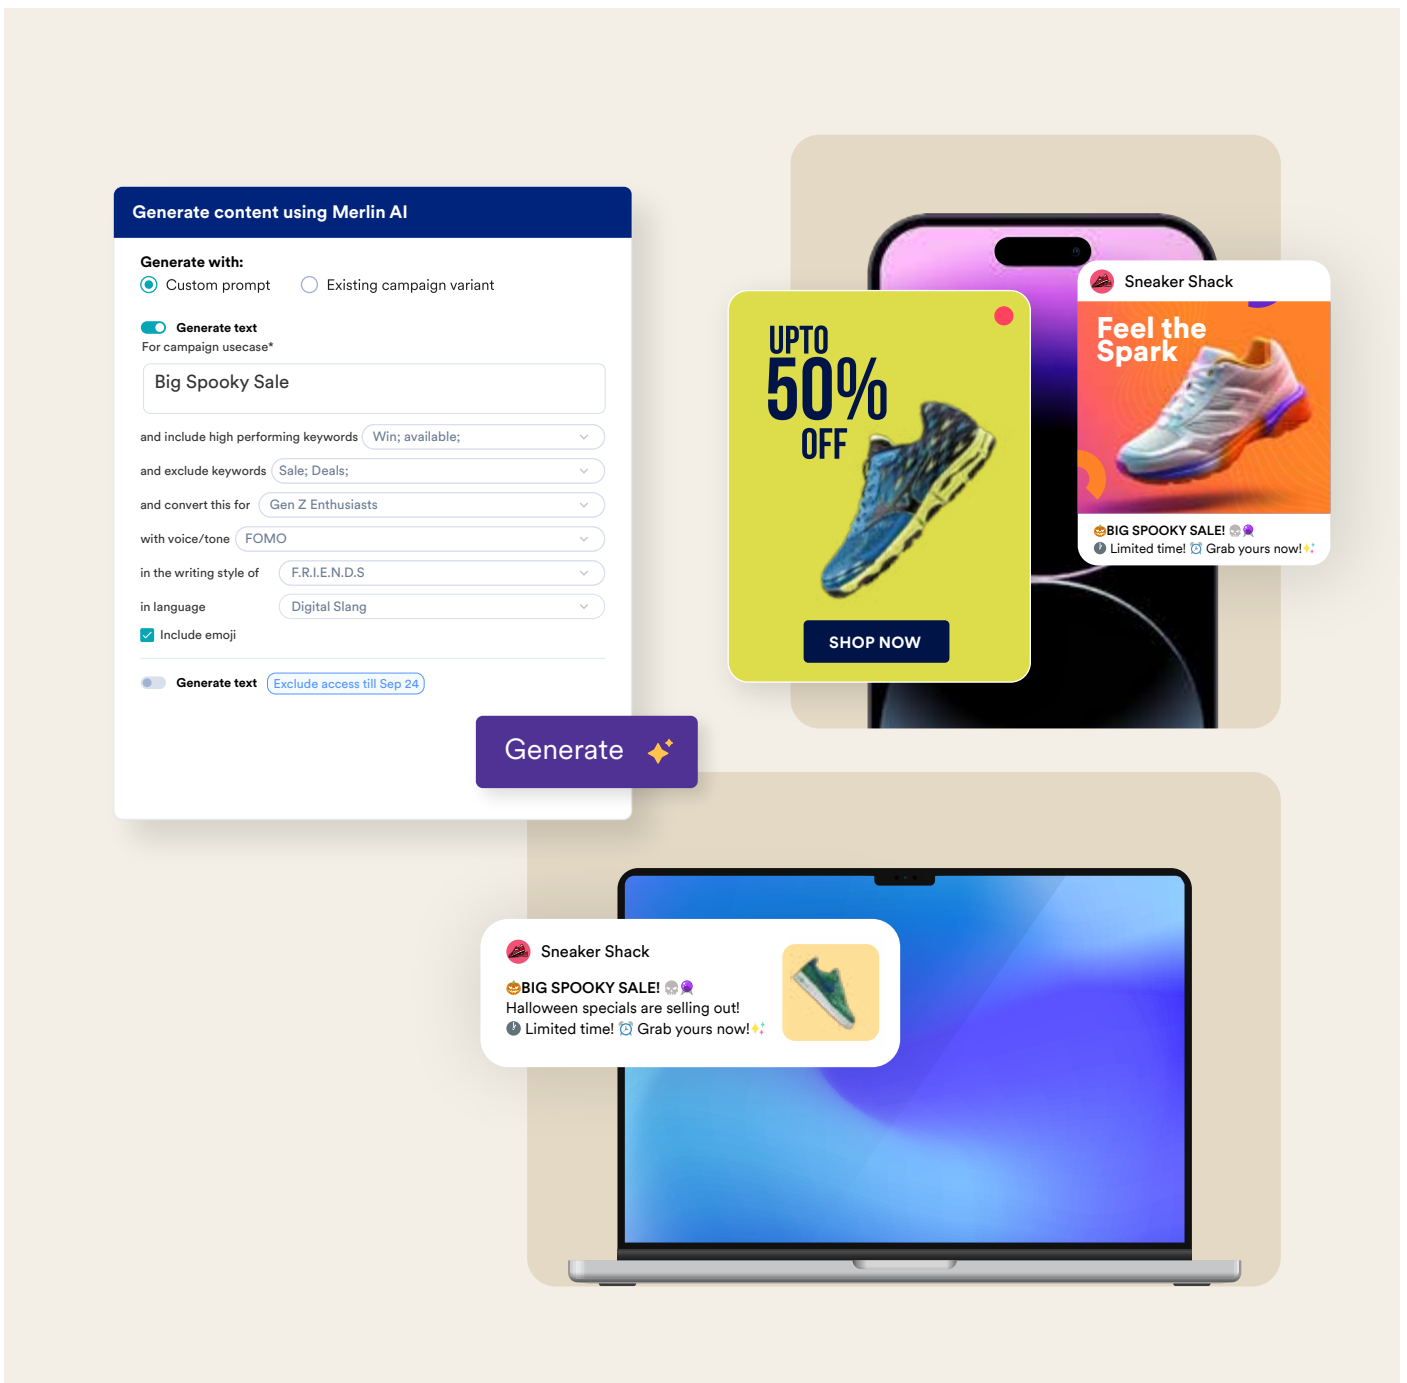 Generate content using Merlin AI
Generate with:
Custom prompt Existing campaign variant
Generate text
For campaign usecase*
Big Spooky Sale
and include high performing keywords Win; available;
and exclude keywords Sale; Deals;
and convert this for Gen Z Enthusiasts
with voice/tone FOMO
in the writing style of F.R.I.E.N.D.S
in language Digital Slang
Include emoji
Generate text Exclude access till Sep 24
Generate
UPTO
50%
OFF
SHOP NOW
Sneaker Shack
Feel the
Spark
🎃BIG SPOOKY SALE! 💀🔮
🕐 Limited time! ⏰ Grab yours now!✨
Sneaker Shack
🎃BIG SPOOKY SALE! 💀🔮
Halloween specials are selling out!
🕐 Limited time! ⏰ Grab yours now!✨